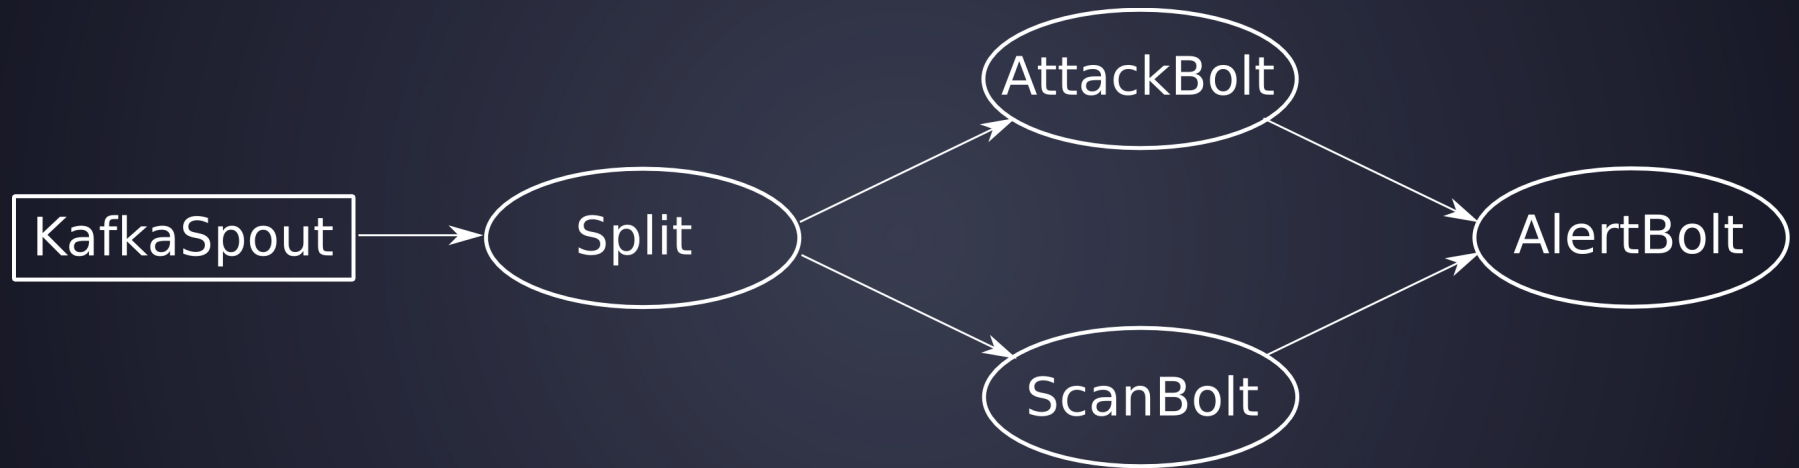 KafkaSpout
Split
AttackBolt
ScanBolt
AlertBolt